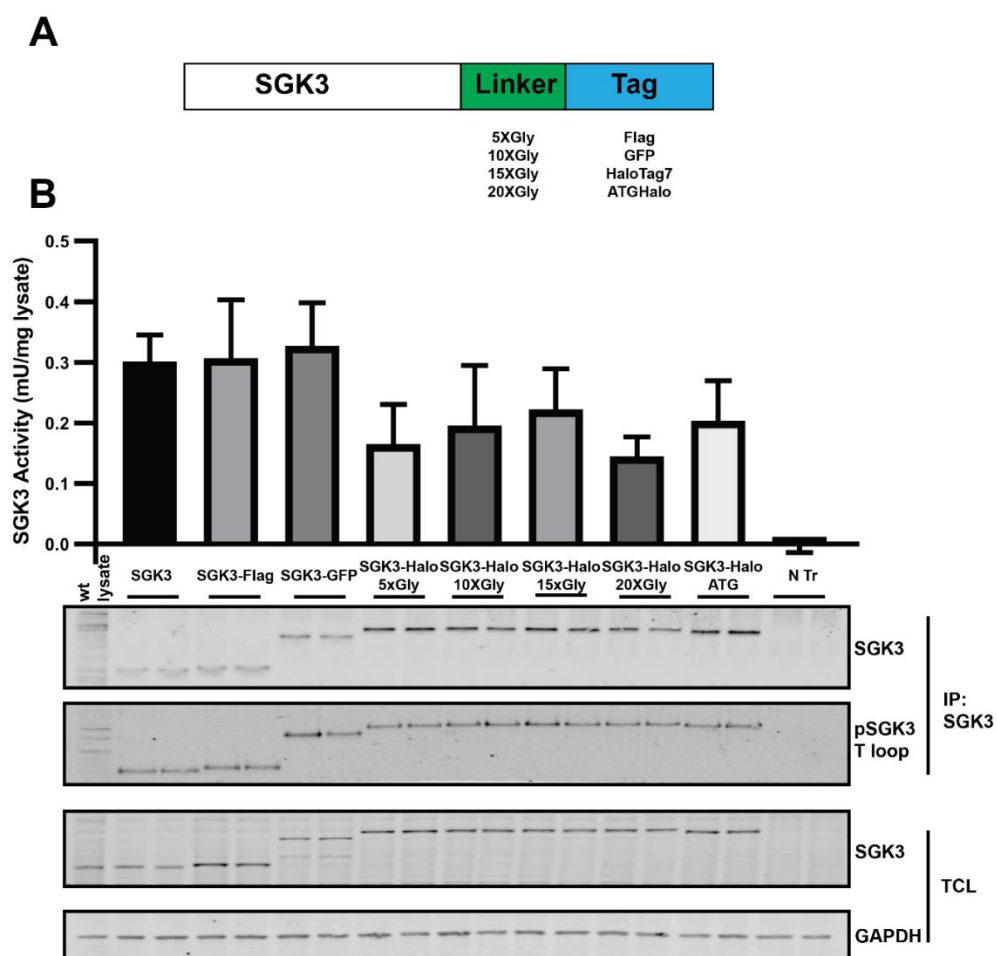 A
SGK3 Linker Tag
5XGly Flag
10XGly GFP
15XGly HaloTag7
20XGly ATGHalo
B
SGK3 Activity (mU/mg lysate)
0.5
0.4
0.3
0.2
0.1
0.0
wt lysate
SGK3
SGK3-Flag
SGK3-GFP
SGK3-Halo 5xGly
SGK3-Halo 10XGly
SGK3-Halo 15xGly
SGK3-Halo 20XGly
SGK3-Halo ATG
N Tr
SGK3
pSGK3
T loop
IP:
SGK3
SGK3
GAPDH
TCL